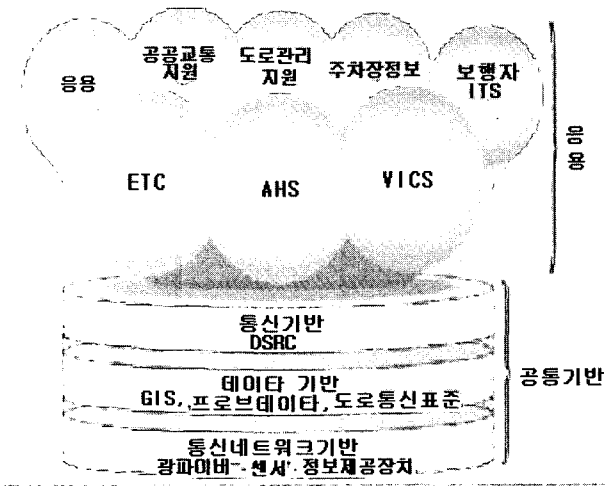 응용
공공교통
지원
도로관리
지원
주차장정보
보행자
ITS
ETC
AHS
VICS
응용
통신기반
DSRC
데이타 기반
GIS, 프로브데이타, 도로통신표준
통신네트워크기반
광파이버 · 센서 · 정보제공장치
공통기반